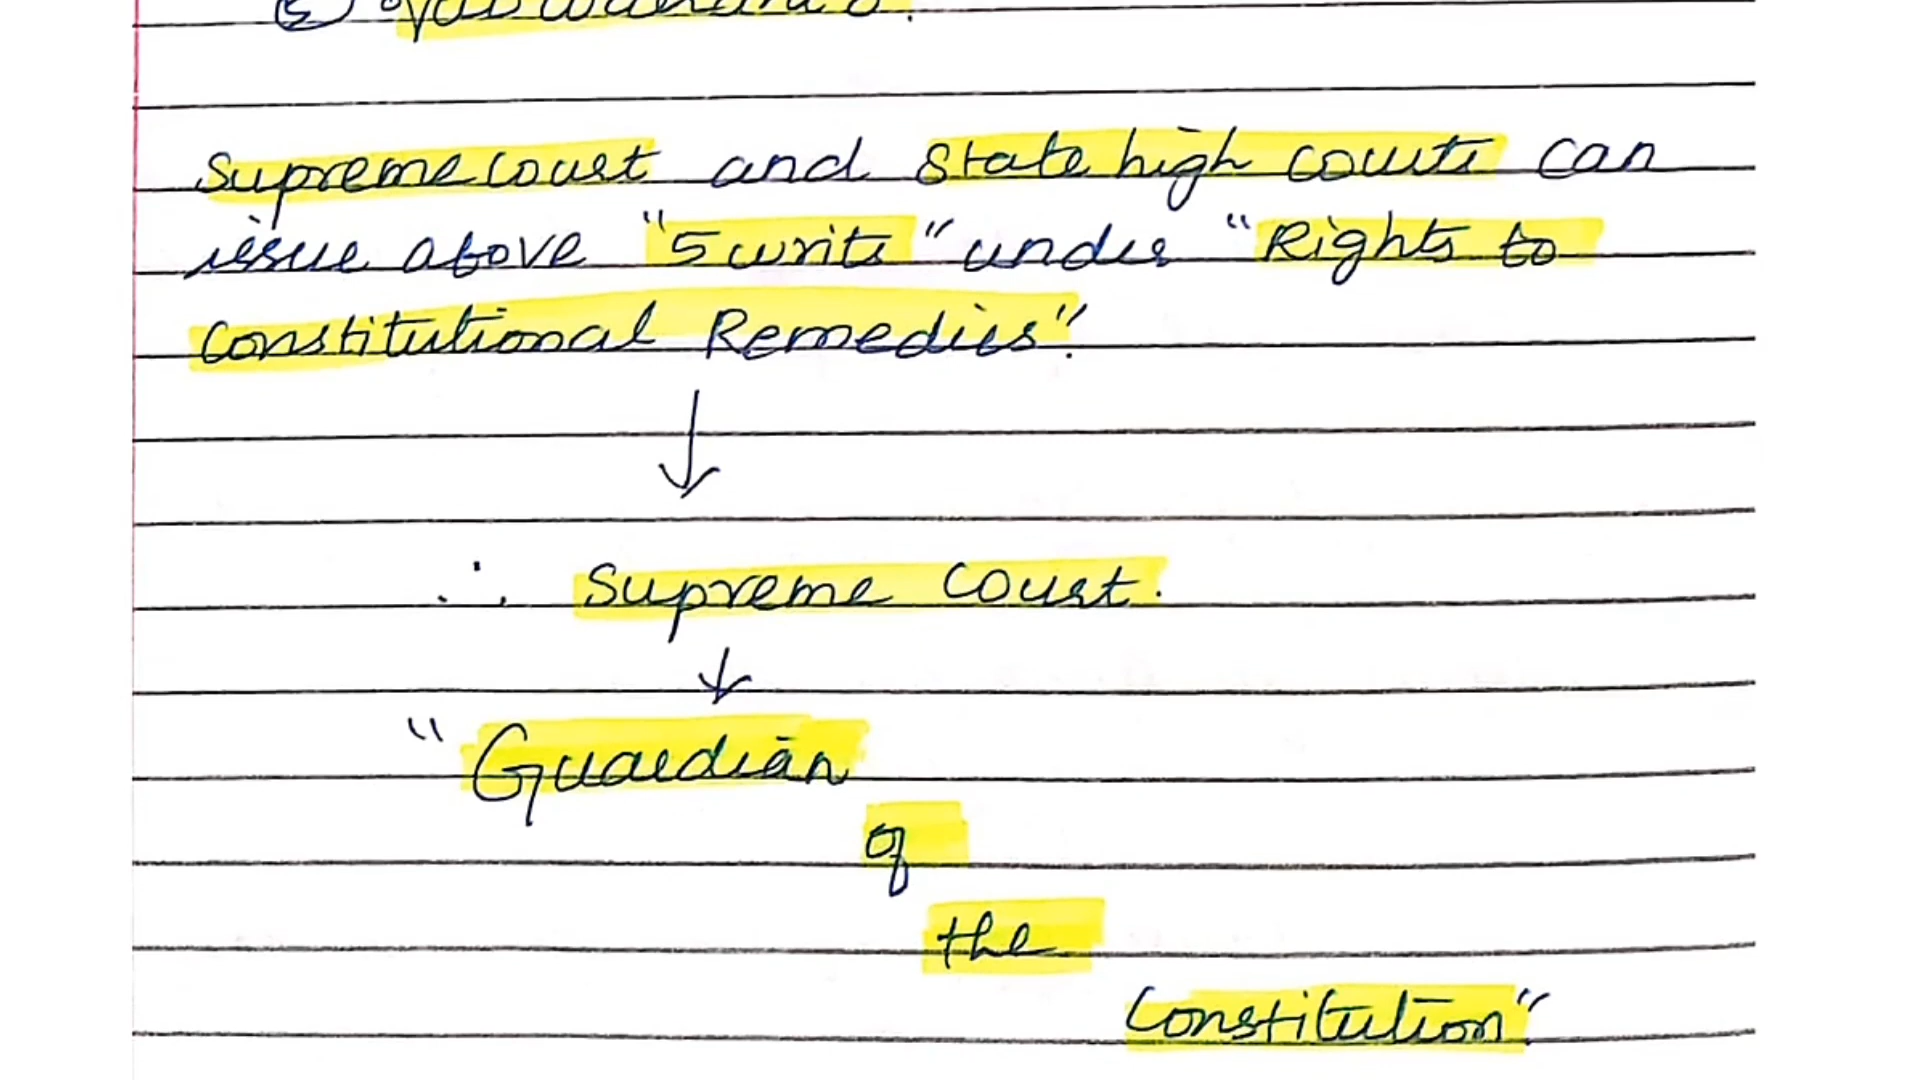 Supreme court and State high courts can
issue above "5 writs" under "Rights to
Constitutional Remedies".
↓
∴ Supreme Court.
↓
"Guardian
of
the
Constitution"